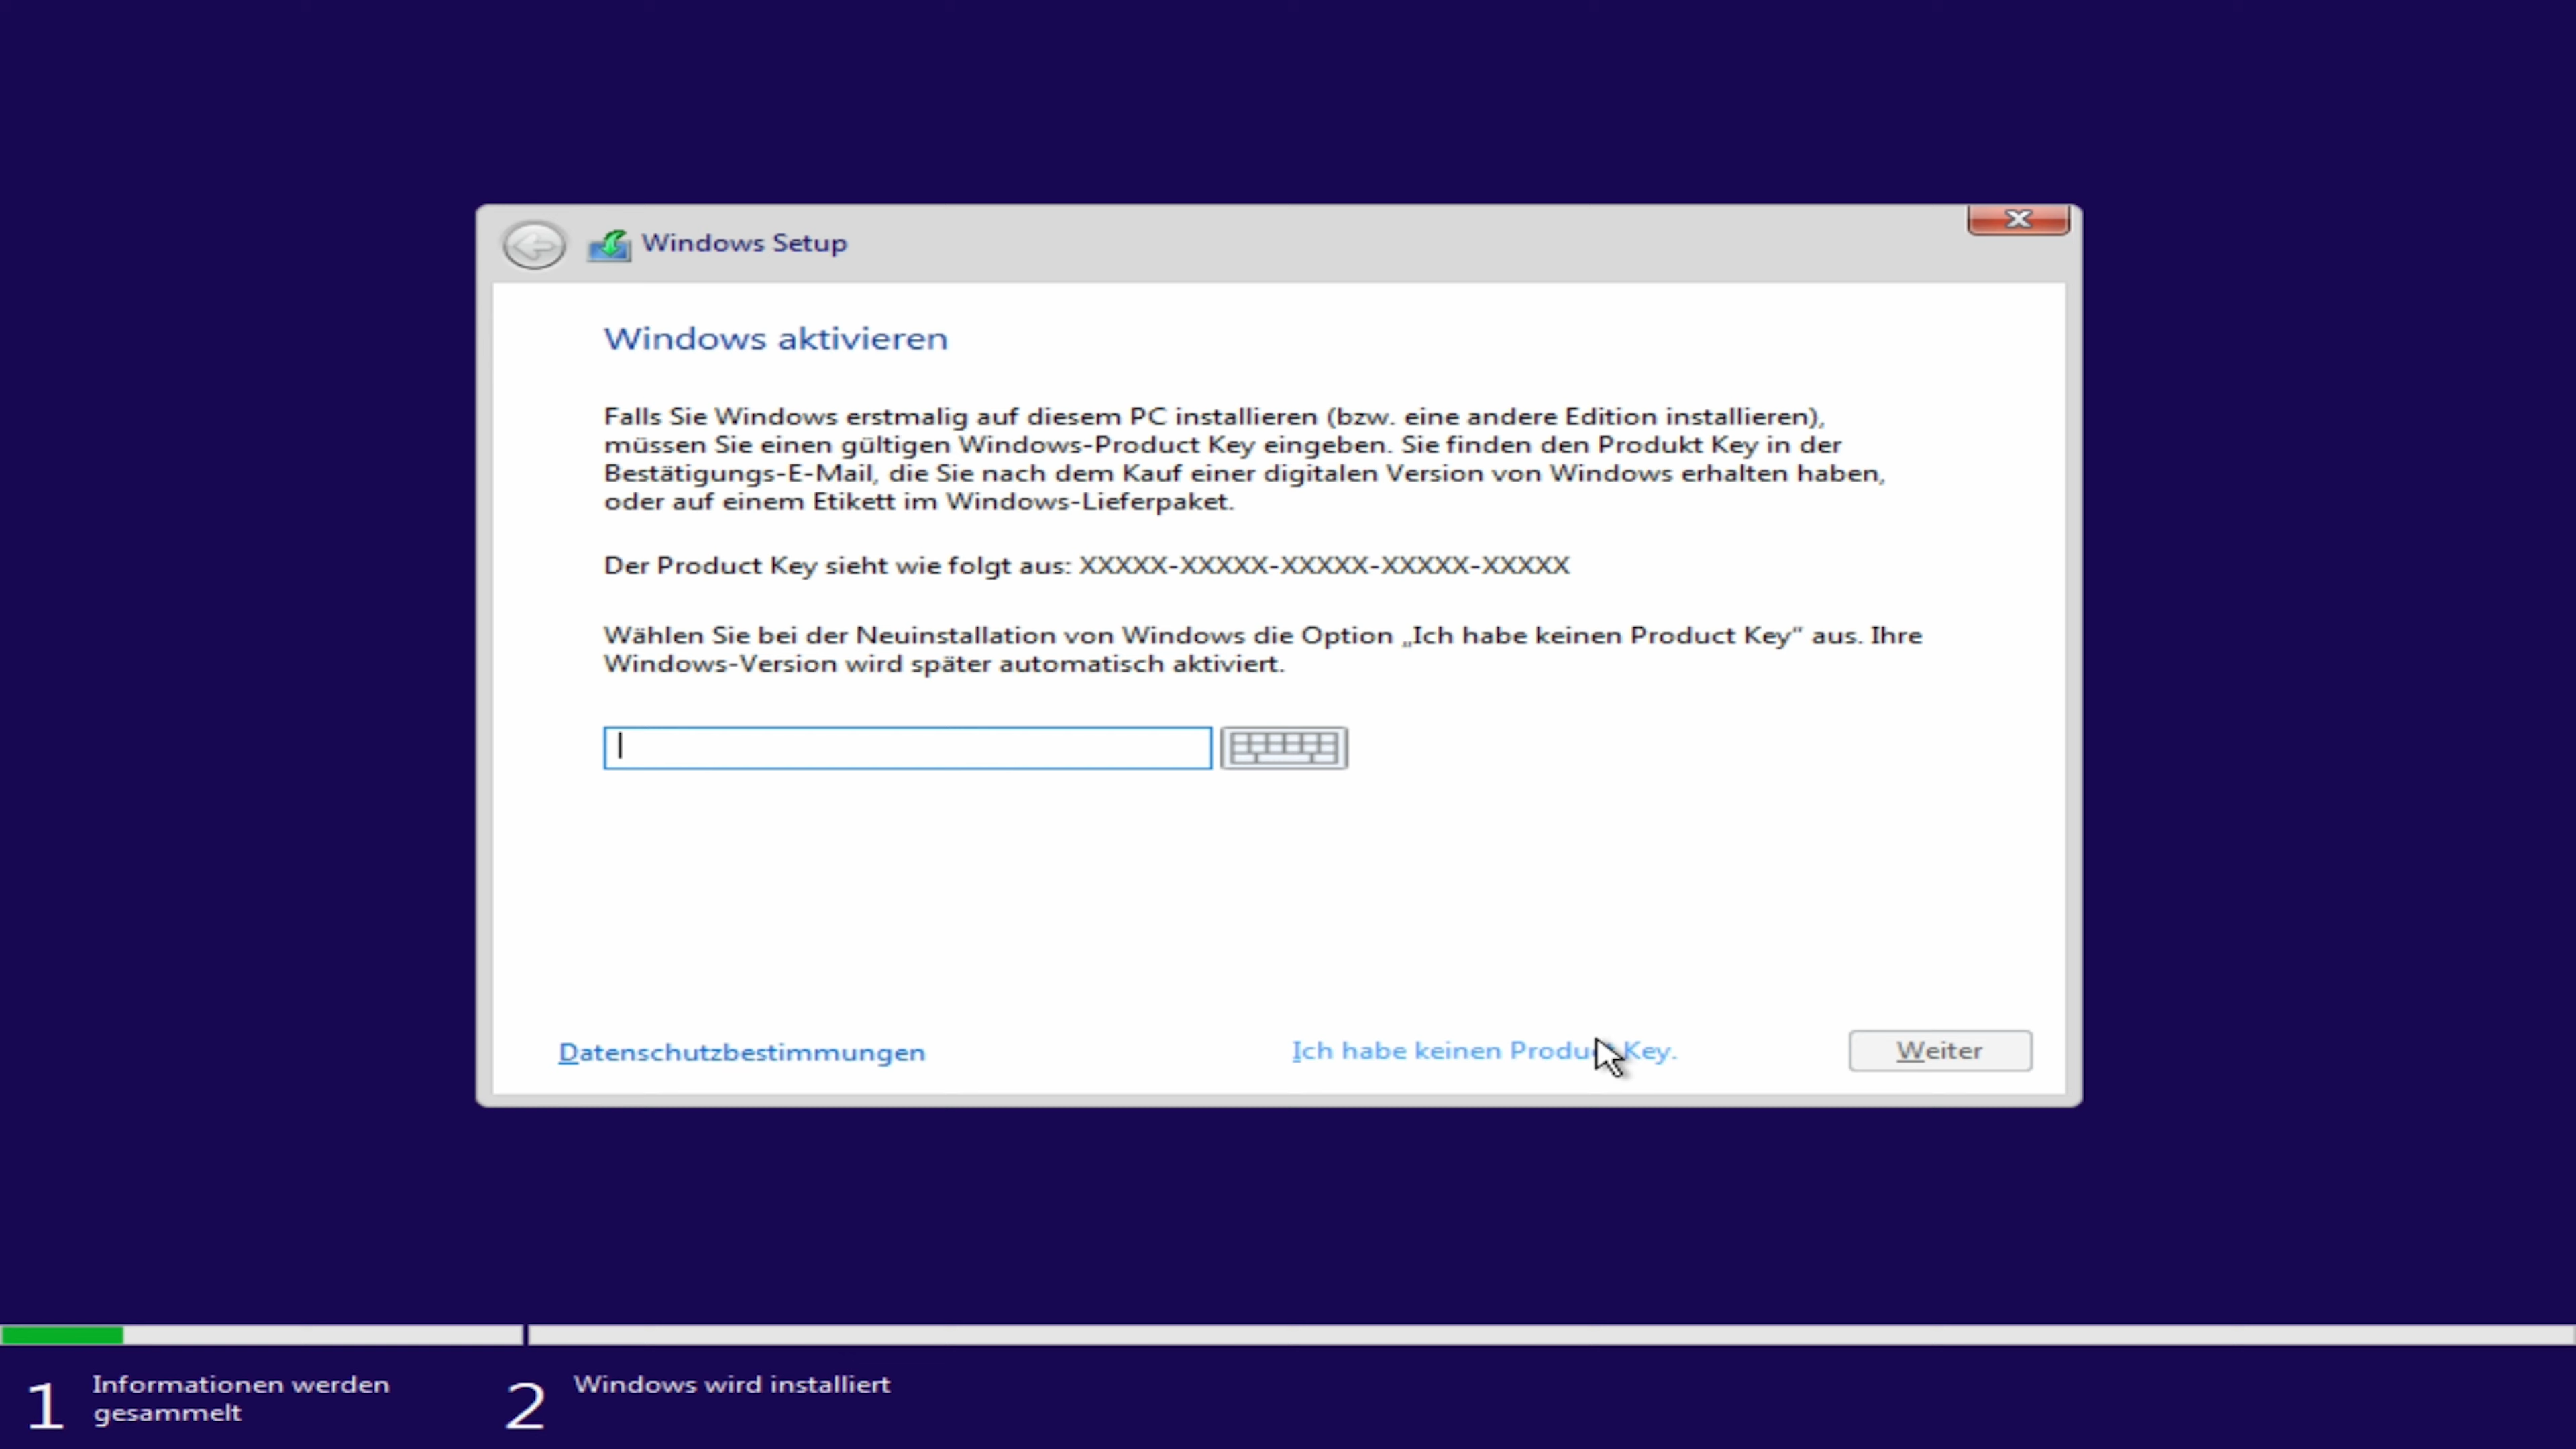 Windows Setup
Windows aktivieren
Falls Sie Windows erstmalig auf diesem PC installieren (bzw. eine andere Edition installieren),
müssen Sie einen gültigen Windows-Product Key eingeben. Sie finden den Produkt Key in der
Bestätigungs-E-Mail, die Sie nach dem Kauf einer digitalen Version von Windows erhalten haben,
oder auf einem Etikett im Windows-Lieferpaket.
Der Product Key sieht wie folgt aus: XXXXX-XXXXX-XXXXX-XXXXX-XXXXX
Wählen Sie bei der Neuinstallation von Windows die Option „Ich habe keinen Product Key“ aus. Ihre
Windows-Version wird später automatisch aktiviert.
Datenschutzbestimmungen
Ich habe keinen Product Key.
Weiter
1 Informationen werden
gesammelt
2 Windows wird installiert